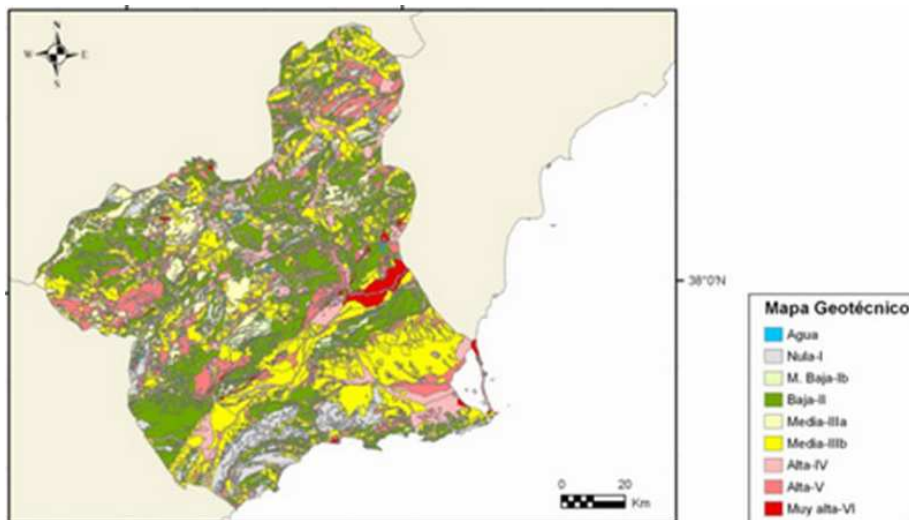 N
W E
S
38°0'N
0 20
Km
Mapa Geotécnico
Agua
Nula-I
M. Baja-Ib
Baja-II
Media-IIIa
Media-IIIb
Alta-IV
Alta-V
Muy alta-VI